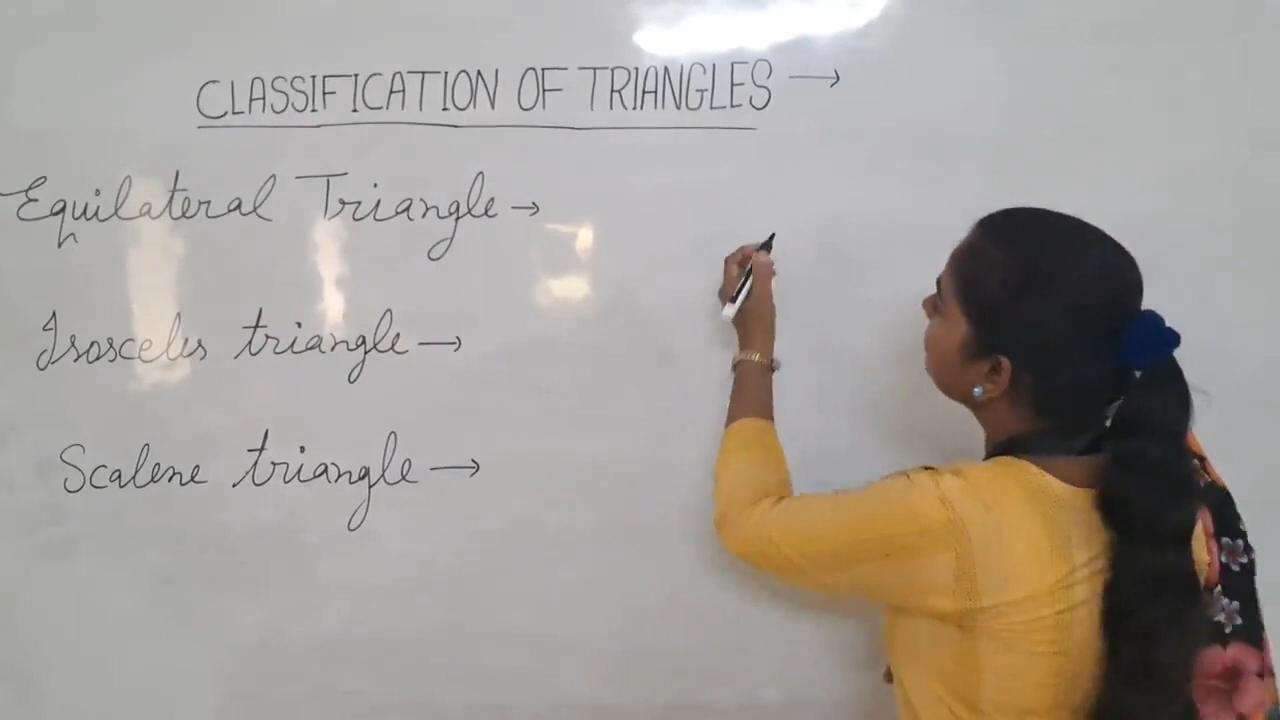 CLASSIFICATION OF TRIANGLES →
Equilateral Triangle →
Isosceles triangle →
Scalene triangle →